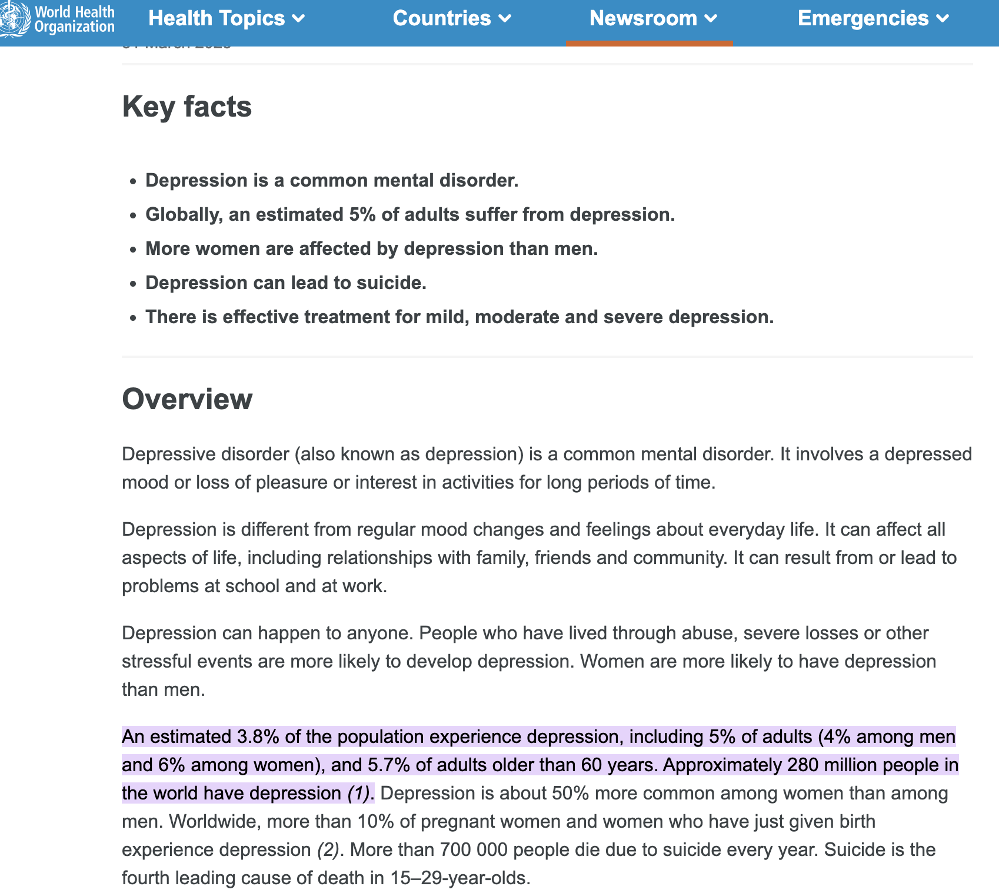 World Health
Organization
Health Topics
Countries
Newsroom
Emergencies
Key facts
• Depression is a common mental disorder.
• Globally, an estimated 5% of adults suffer from depression.
• More women are affected by depression than men.
• Depression can lead to suicide.
• There is effective treatment for mild, moderate and severe depression.
Overview
Depressive disorder (also known as depression) is a common mental disorder. It involves a depressed
mood or loss of pleasure or interest in activities for long periods of time.
Depression is different from regular mood changes and feelings about everyday life. It can affect all
aspects of life, including relationships with family, friends and community. It can result from or lead to
problems at school and at work.
Depression can happen to anyone. People who have lived through abuse, severe losses or other
stressful events are more likely to develop depression. Women are more likely to have depression
than men.
An estimated 3.8% of the population experience depression, including 5% of adults (4% among men
and 6% among women), and 5.7% of adults older than 60 years. Approximately 280 million people in
the world have depression (1). Depression is about 50% more common among women than among
men. Worldwide, more than 10% of pregnant women and women who have just given birth
experience depression (2). More than 700 000 people die due to suicide every year. Suicide is the
fourth leading cause of death in 15–29-year-olds.